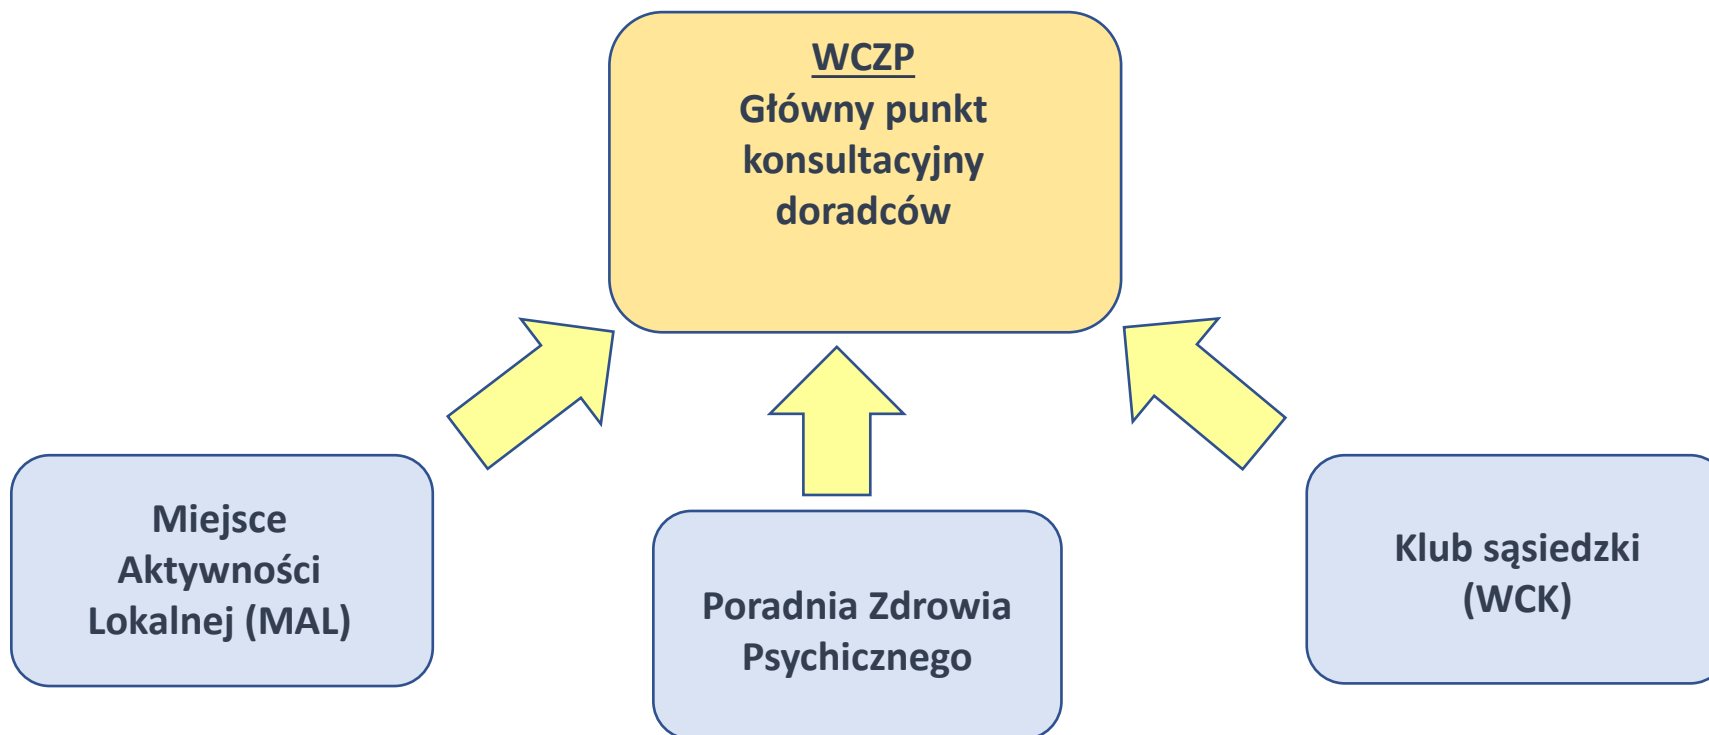 WCZP
Główny punkt
konsultacyjny
doradców
Miejsce
Aktywności
Lokalnej (MAL)
Poradnia Zdrowia
Psychicznego
Klub sąsiedzki
(WCK)